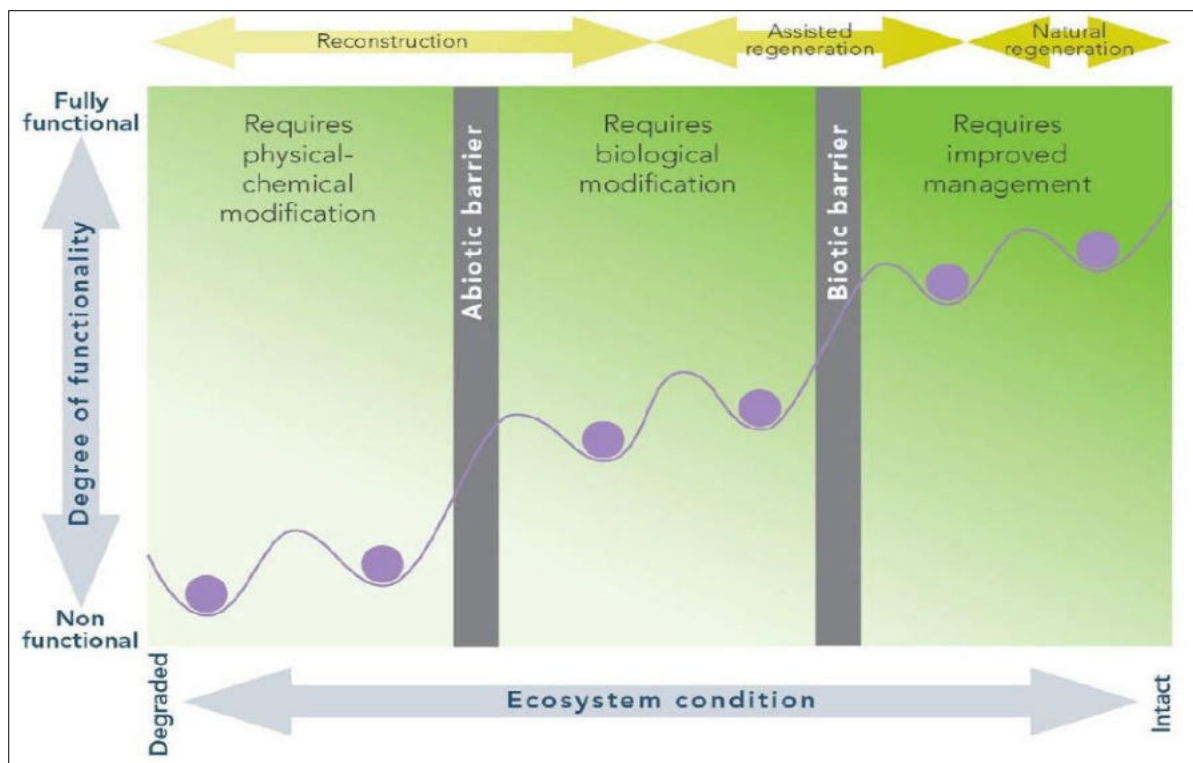 Reconstruction
Assisted
regeneration
Natural
regeneration
Fully
functional
Requires
physical-
chemical
modification
Abiotic barrier
Requires
biological
modification
Biotic barrier
Requires
improved
management
Degree of functionality
Non
functional
Degraded
Ecosystem condition
Intact